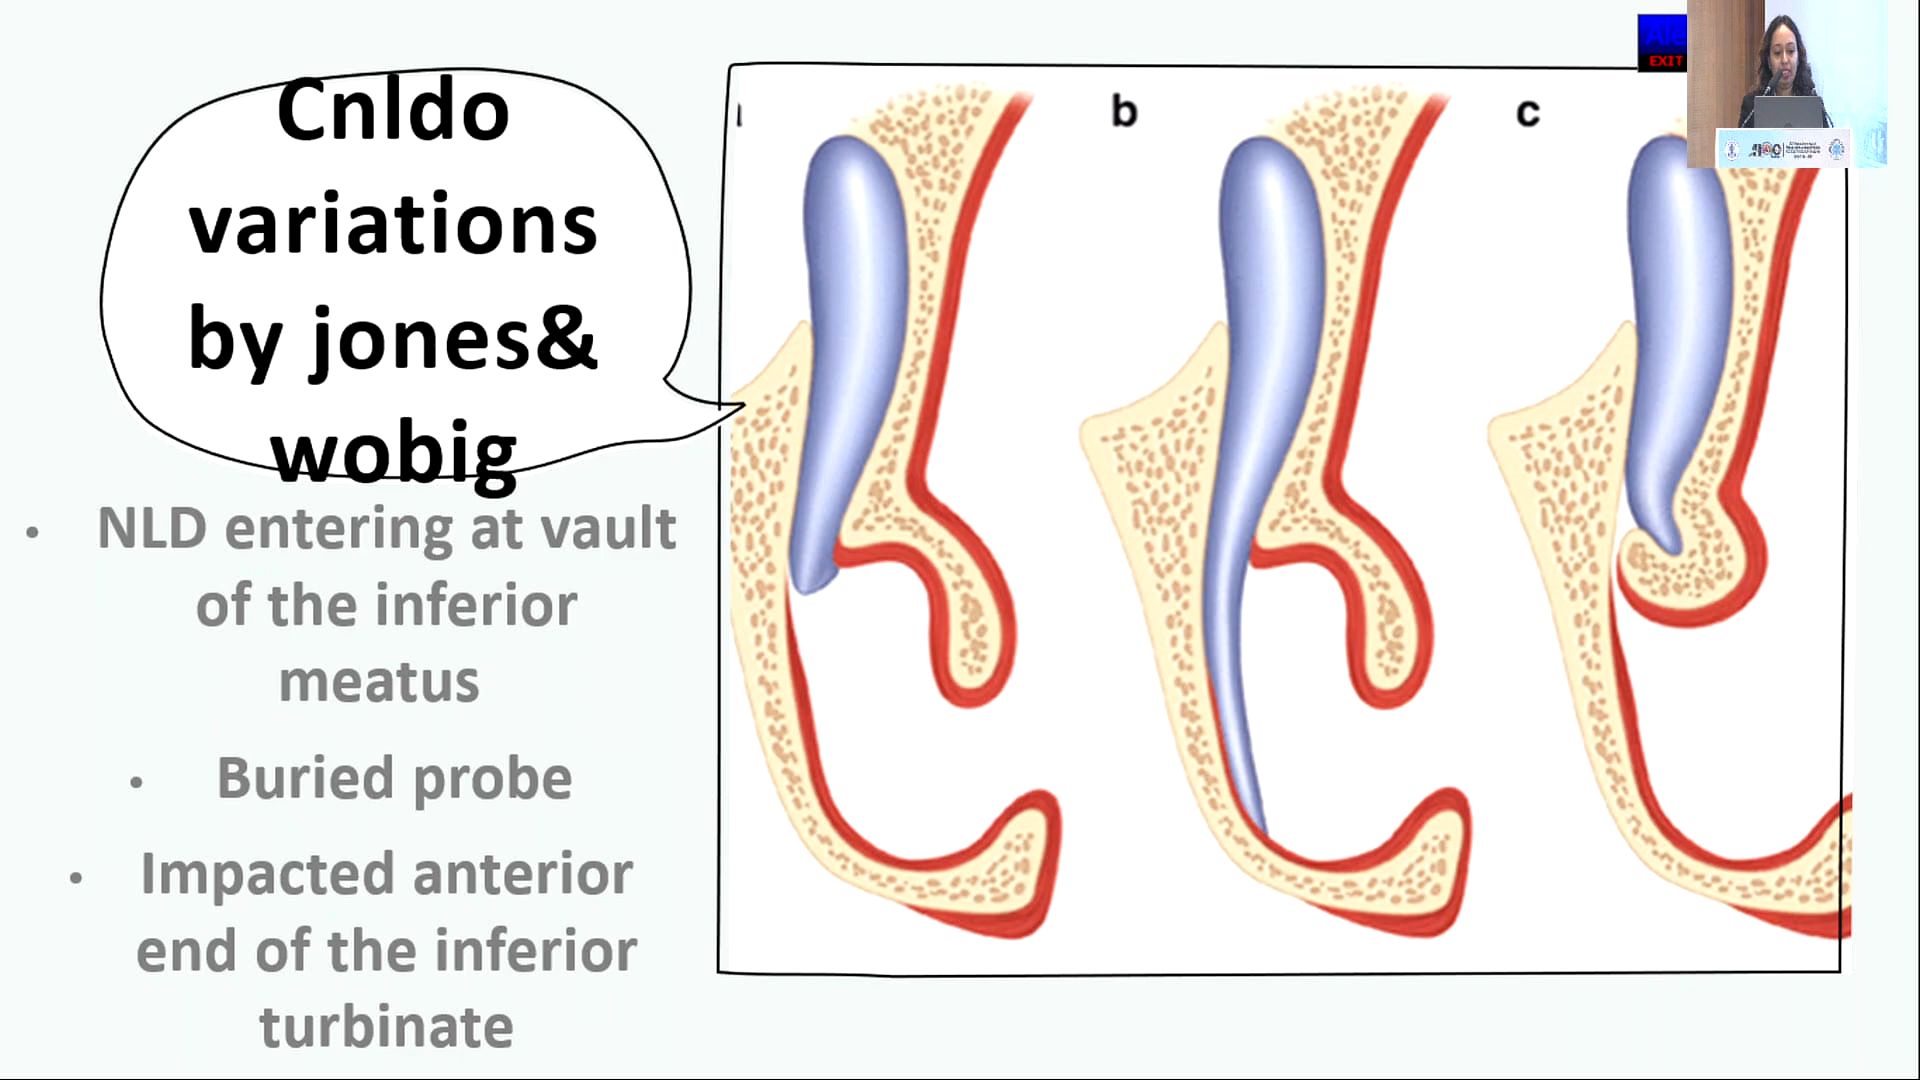 Cnldo
variations
by jones&
wobig
• NLD entering at vault
of the inferior
meatus
• Buried probe
• Impacted anterior
end of the inferior
turbinate
b
c
EXIT